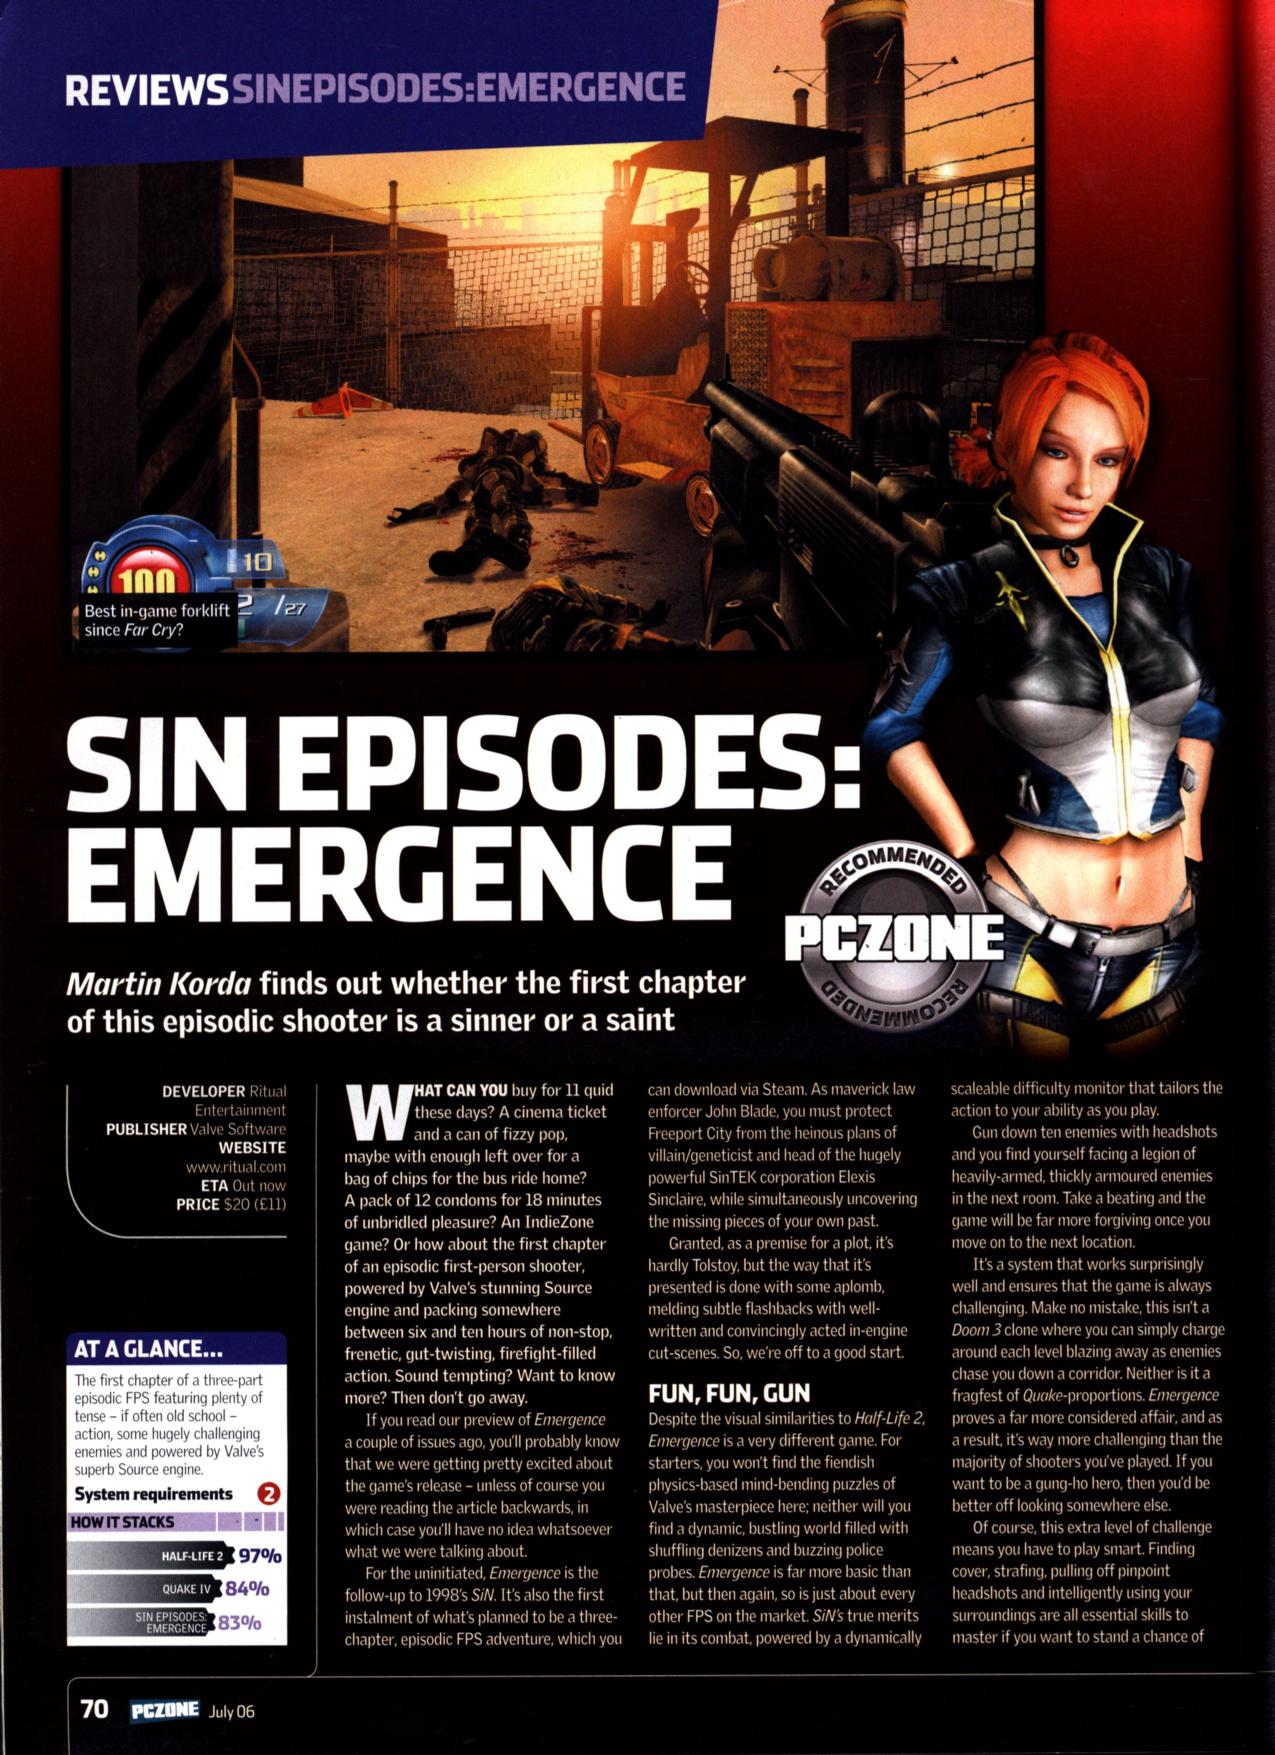 REVIEWS SINEPISODES:EMERGENCE
100
10
2 /27
Best in-game forklift
since Far Cry?
SIN EPISODES:
EMERGENCE
RECOMMENDED
PCZONE
RECOMMENDED
Martin Korda finds out whether the first chapter
of this episodic shooter is a sinner or a saint
DEVELOPER Ritual
Entertainment
PUBLISHER Valve Software
WEBSITE
www.ritual.com
ETA Out now
PRICE $20 (£11)
AT A GLANCE...
The first chapter of a three-part
episodic FPS featuring plenty of
tense – if often old school –
action, some hugely challenging
enemies and powered by Valve's
superb Source engine.
System requirements 2
HOW IT STACKS
HALF-LIFE 2 97%
QUAKE IV 84%
SIN EPISODES:
EMERGENCE 83%
WHAT CAN YOU buy for 11 quid
these days? A cinema ticket
and a can of fizzy pop,
maybe with enough left over for a
bag of chips for the bus ride home?
A pack of 12 condoms for 18 minutes
of unbridled pleasure? An IndieZone
game? Or how about the first chapter
of an episodic first-person shooter,
powered by Valve's stunning Source
engine and packing somewhere
between six and ten hours of non-stop,
frenetic, gut-twisting, firefight-filled
action. Sound tempting? Want to know
more? Then don't go away.
If you read our preview of Emergence
a couple of issues ago, you'll probably know
that we were getting pretty excited about
the game's release – unless of course you
were reading the article backwards, in
which case you'll have no idea whatsoever
what we were talking about.
For the uninitiated, Emergence is the
follow-up to 1998's SiN. It's also the first
instalment of what's planned to be a three-
chapter, episodic FPS adventure, which you
can download via Steam. As maverick law
enforcer John Blade, you must protect
Freeport City from the heinous plans of
villain/geneticist and head of the hugely
powerful SinTEK corporation Elexis
Sinclaire, while simultaneously uncovering
the missing pieces of your own past.
Granted, as a premise for a plot, it's
hardly Tolstoy, but the way that it's
presented is done with some aplomb,
melding subtle flashbacks with well-
written and convincingly acted in-engine
cut-scenes. So, we're off to a good start.
FUN, FUN, GUN
Despite the visual similarities to Half-Life 2,
Emergence is a very different game. For
starters, you won't find the fiendish
physics-based mind-bending puzzles of
Valve's masterpiece here; neither will you
find a dynamic, bustling world filled with
shuffling denizens and buzzing police
probes. Emergence is far more basic than
that, but then again, so is just about every
other FPS on the market. SiN's true merits
lie in its combat, powered by a dynamically
scaleable difficulty monitor that tailors the
action to your ability as you play.
Gun down ten enemies with headshots
and you find yourself facing a legion of
heavily-armed, thickly armoured enemies
in the next room. Take a beating and the
game will be far more forgiving once you
move on to the next location.
It's a system that works surprisingly
well and ensures that the game is always
challenging. Make no mistake, this isn't a
Doom 3 clone where you can simply charge
around each level blazing away as enemies
chase you down a corridor. Neither is it a
fragfest of Quake-proportions. Emergence
proves a far more considered affair, and as
a result, it's way more challenging than the
majority of shooters you've played. If you
want to be a gung-ho hero, then you'd be
better off looking somewhere else.
Of course, this extra level of challenge
means you have to play smart. Finding
cover, strafing, pulling off pinpoint
headshots and intelligently using your
surroundings are all essential skills to
master if you want to stand a chance of
70 PCZONE July 06